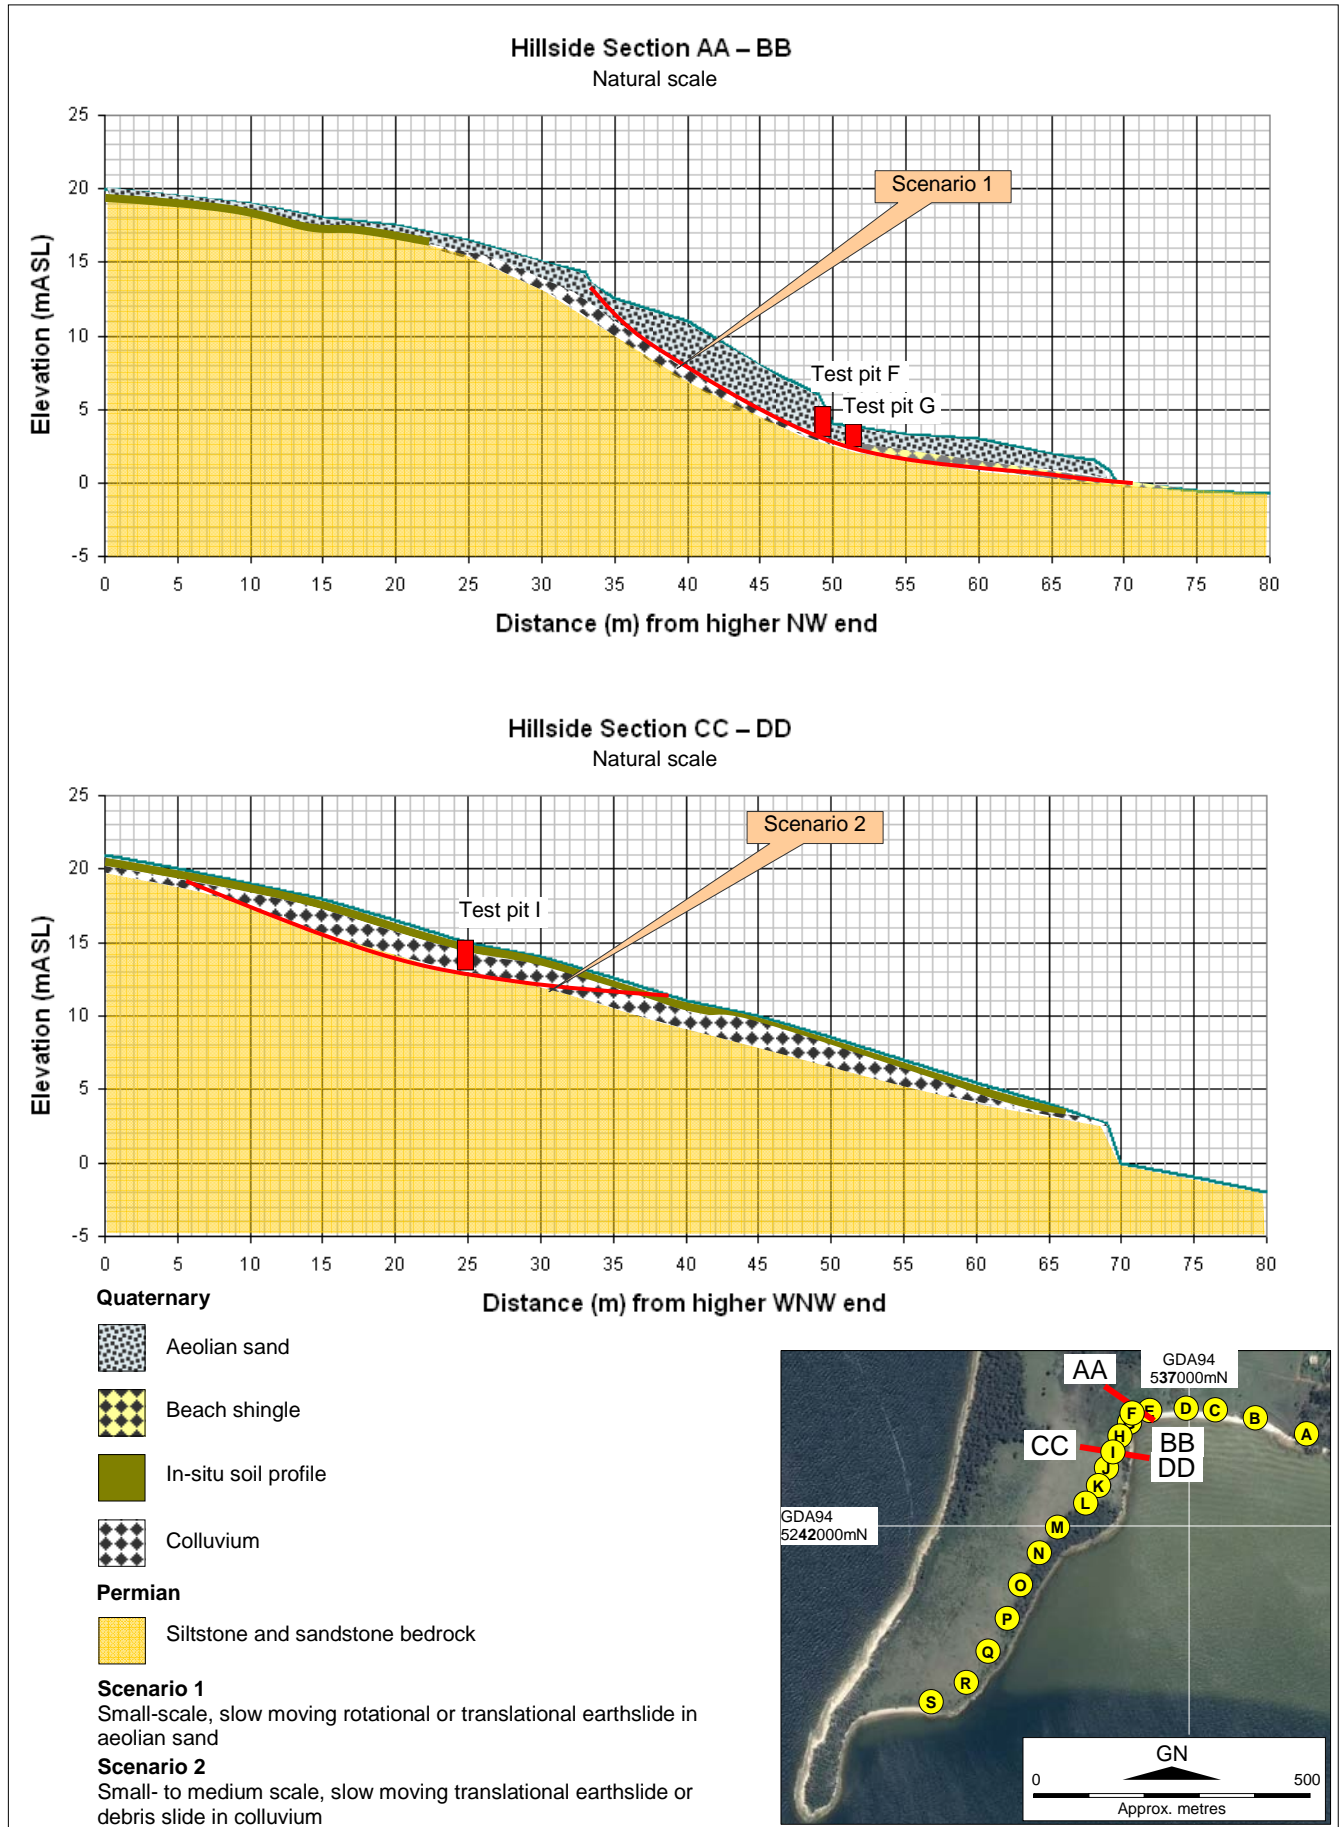 Hillside Section AA – BB
Natural scale
25
20
15
10
5
0
-5
Elevation (mASL)
Scenario 1
Test pit F
Test pit G
0 5 10 15 20 25 30 35 40 45 50 55 60 65 70 75 80
Distance (m) from higher NW end
Hillside Section CC – DD
Natural scale
25
20
15
10
5
0
-5
Elevation (mASL)
Scenario 2
Test pit I
0 5 10 15 20 25 30 35 40 45 50 55 60 65 70 75 80
Distance (m) from higher WNW end
Quaternary
Aeolian sand
Beach shingle
In-situ soil profile
Colluvium
Permian
Siltstone and sandstone bedrock
Scenario 1
Small-scale, slow moving rotational or translational earthslide in
aeolian sand
Scenario 2
Small- to medium scale, slow moving translational earthslide or
debris slide in colluvium
AA
GDA94
537000mN
F E D C B A
H
CC I BB
J DD
K
L
GDA94
5242000mN
M
N
O
P
Q
R
S
GN
0 500
Approx. metres